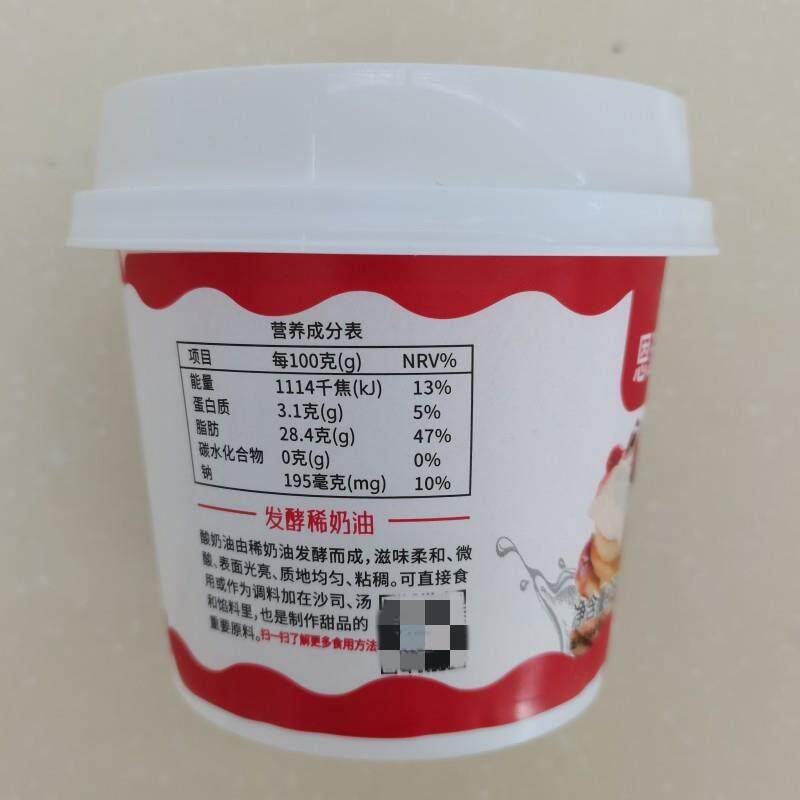 营养成分表
项目 每100克(g) NRV%
能量 1114千焦(kJ) 13%
蛋白质 3.1克(g) 5%
脂肪 28.4克(g) 47%
碳水化合物 0克(g) 0%
钠 195毫克(mg) 10%
发酵稀奶油
酸奶油由稀奶油发酵而成，滋味柔和、微
酸、表面光亮、质地均匀、粘稠。可直接食
用或作为调料加在沙司、汤
和馅料里，也是制作甜品的
重要原料。扫一扫了解更多食用方法